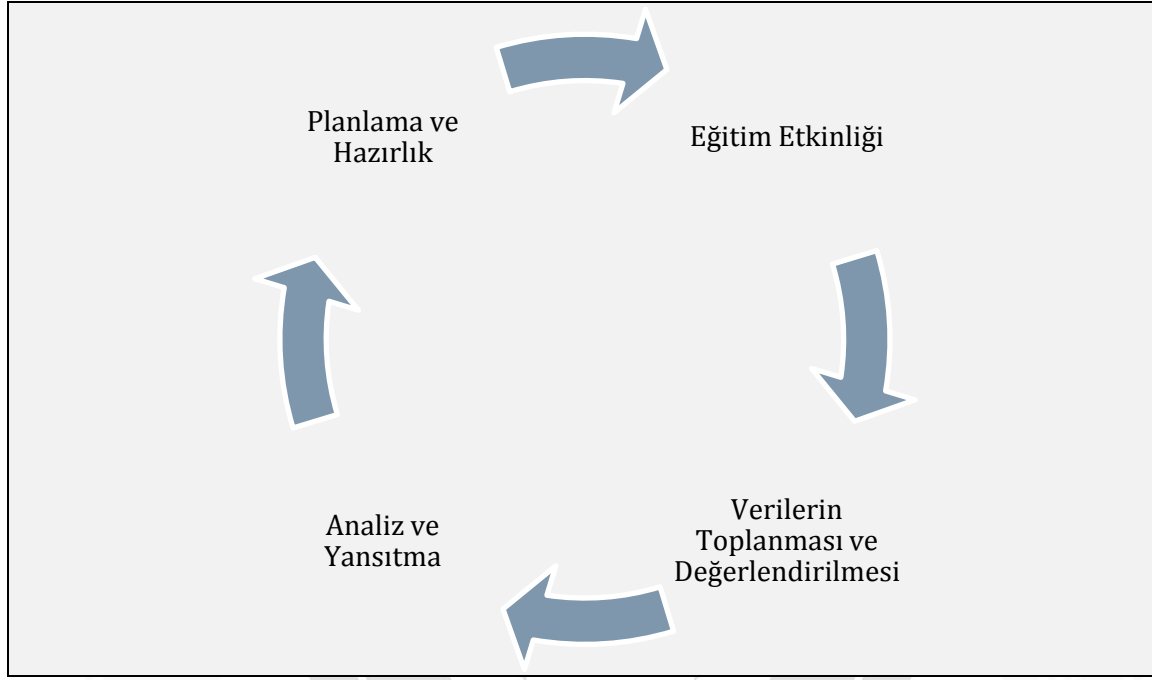 Planlama ve
Hazırlık
Eğitim Etkinliği
Verilerin
Toplanması ve
Değerlendirilmesi
Analiz ve
Yansıtma